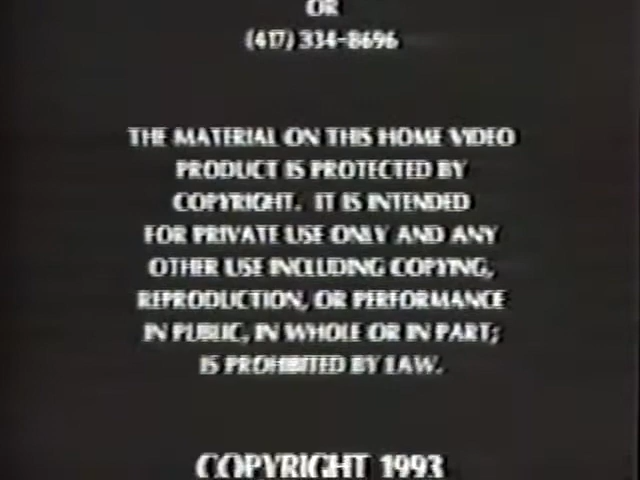 OR
(417) 334-8696
THE MATERIAL ON THIS HOME VIDEO
PRODUCT IS PROTECTED BY
COPYRIGHT. IT IS INTENDED
FOR PRIVATE USE ONLY AND ANY
OTHER USE INCLUDING COPYING,
REPRODUCTION, OR PERFORMANCE
IN PUBLIC, IN WHOLE OR IN PART;
IS PROHIBITED BY LAW.
COPYRIGHT 1993